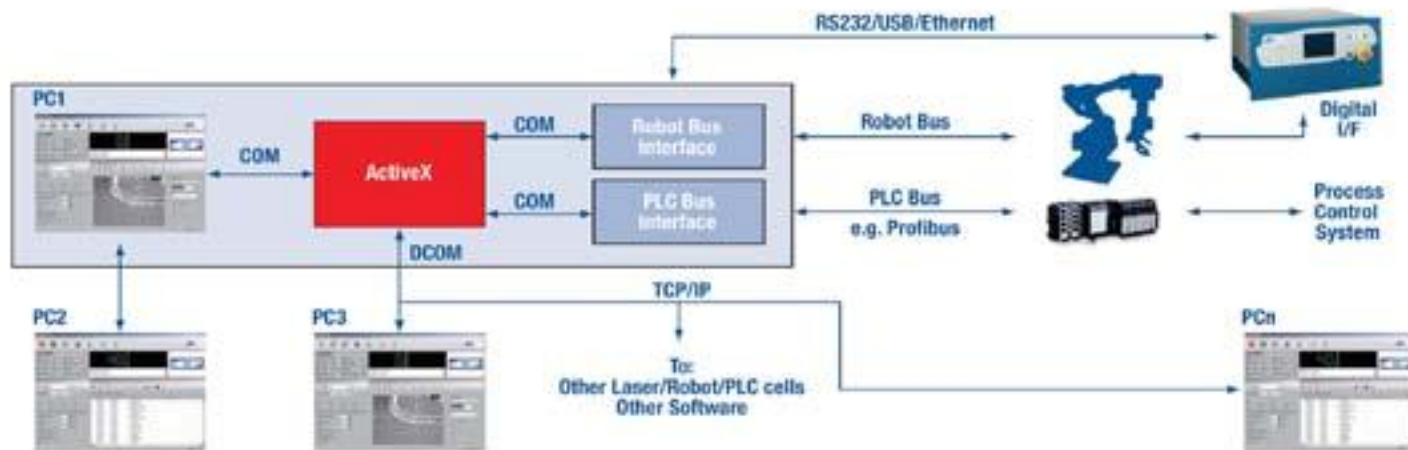 RS232/USB/Ethernet
PC1
COM
ActiveX
COM
COM
Robot Bus
Interface
PLC Bus
Interface
DCOM
Robot Bus
PLC Bus
e.g. Profibus
Digital
I/F
Process
Control
System
TCP/IP
PC2
PC3
To:
Other Laser/Robot/PLC cells
Other Software
PCn